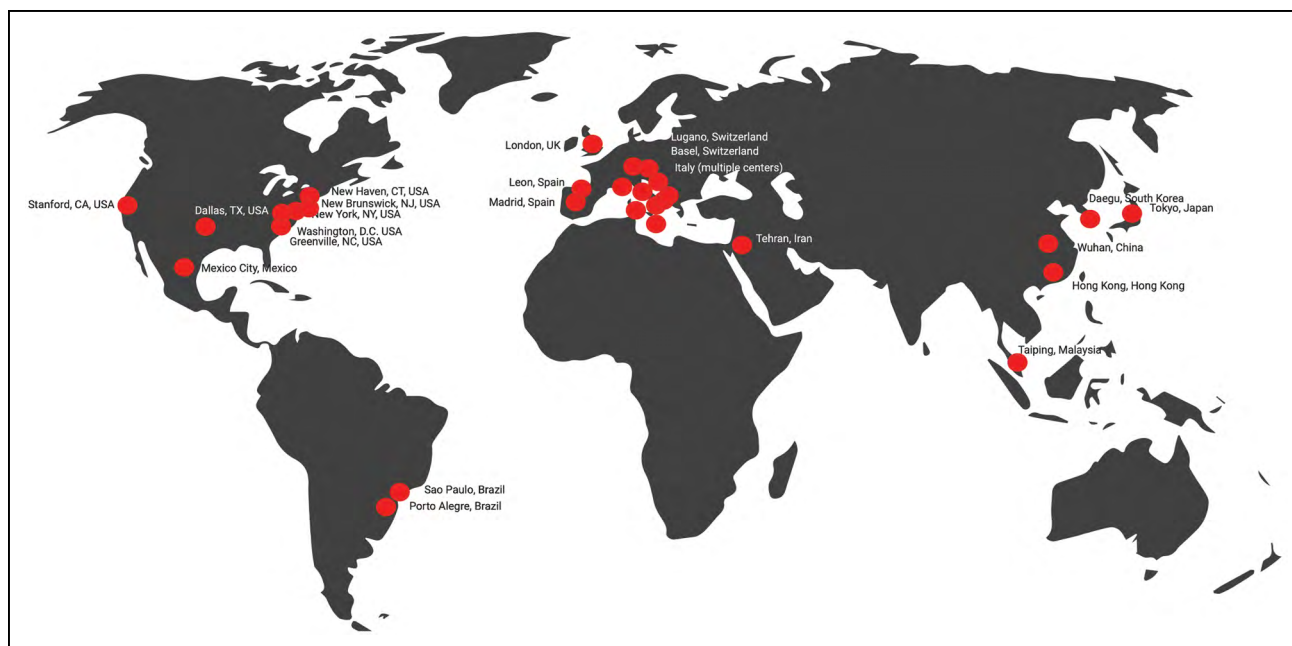 Lugano, Switzerland
London, UK
Basel, Switzerland
Italy (multiple centers)
Leon, Spain
New Haven, CT, USA
Stanford, CA, USA
New Brunswick, NJ, USA
Madrid, Spain
Daegu, South Korea
Dallas, TX, USA
New York, NY, USA
Tokyo, Japan
Washington, D.C. USA
Greenville, NC, USA
Tehran, Iran
Wuhan, China
Mexico City, Mexico
Hong Kong, Hong Kong
Taiping, Malaysia
Sao Paulo, Brazil
Porto Alegre, Brazil